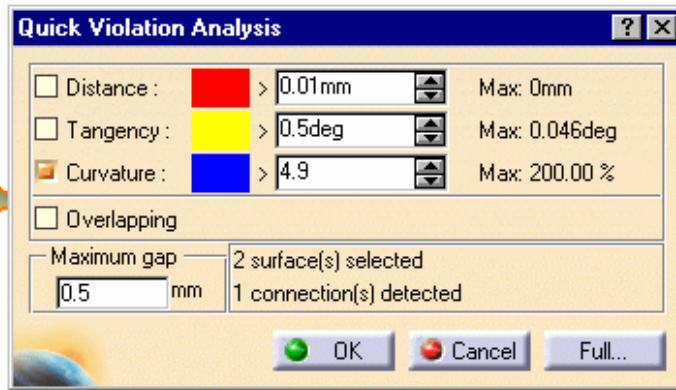 Quick Violation Analysis
Distance : > 0.01mm Max: 0mm
Tangency : > 0.5deg Max: 0.046deg
Curvature : > 4.9 Max: 200.00 %
Overlapping
Maximum gap
0.5 mm
2 surface(s) selected
1 connection(s) detected
OK Cancel Full...